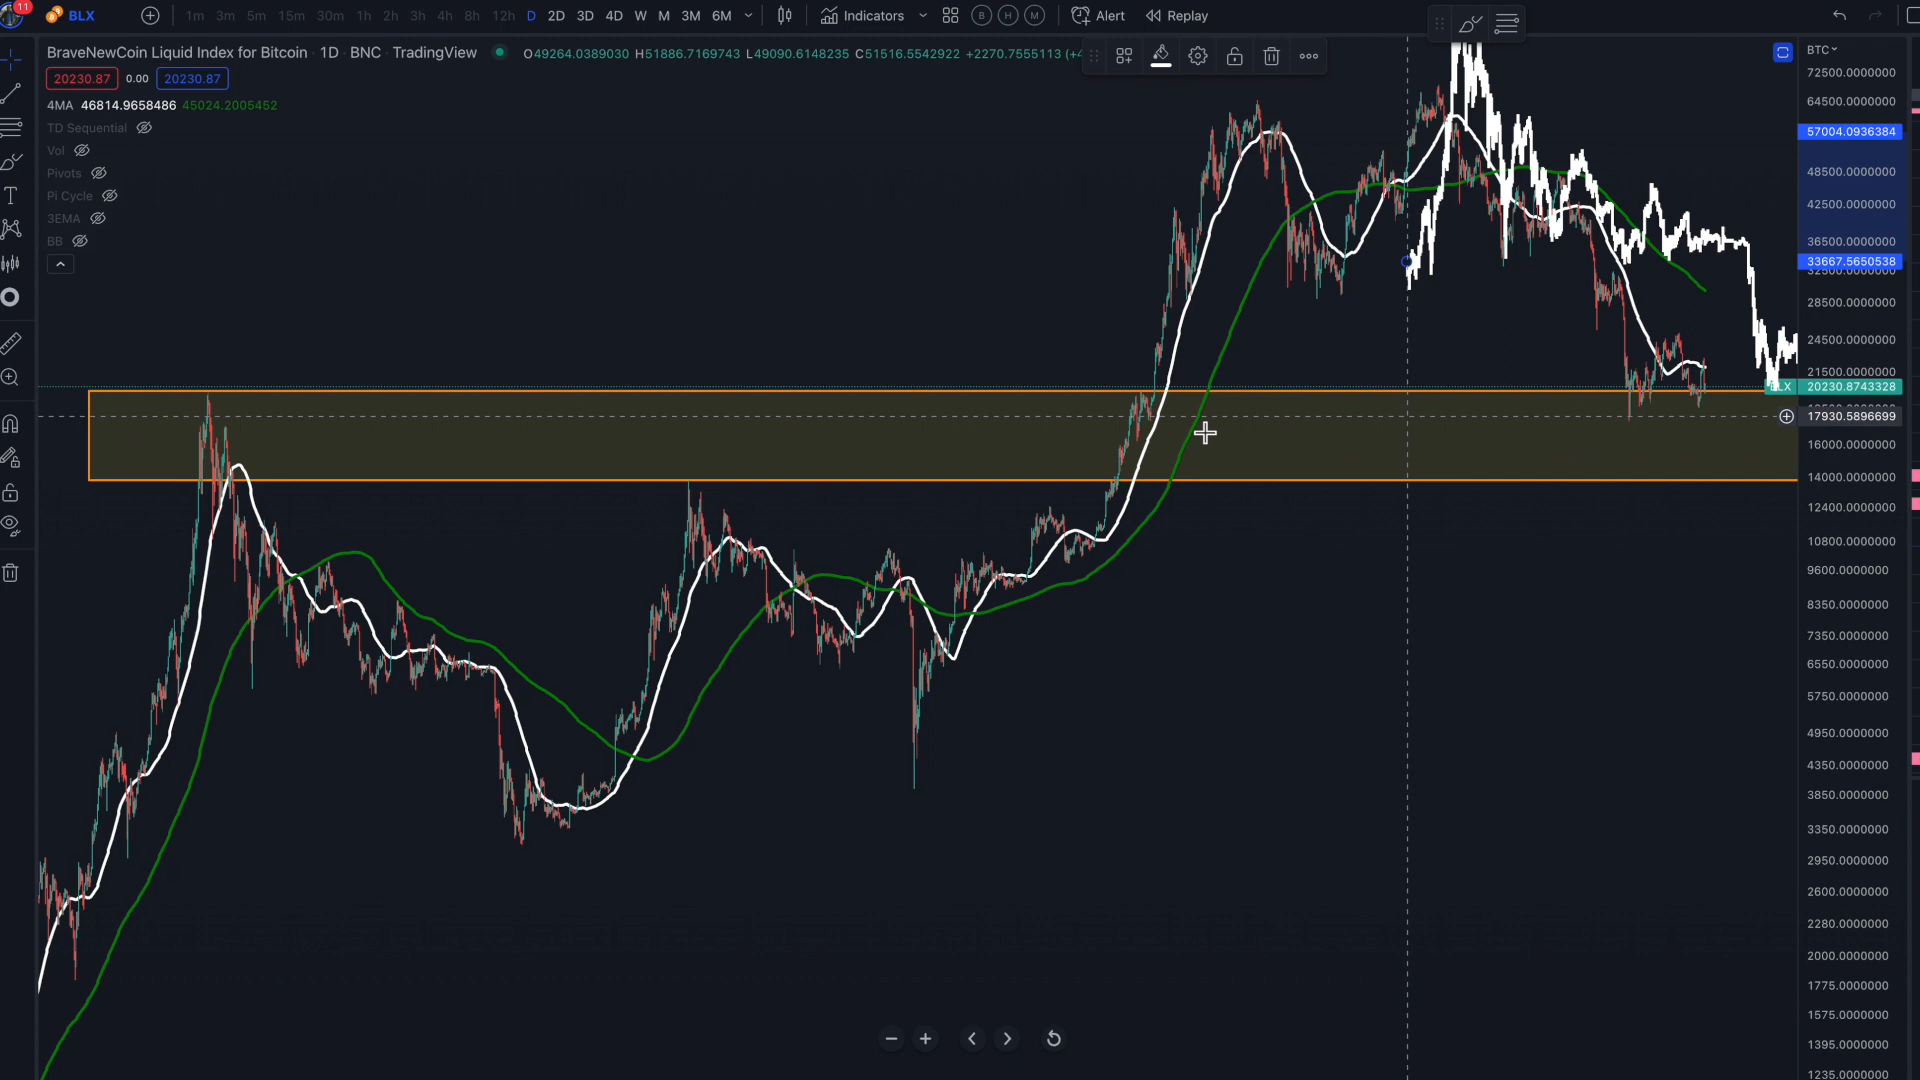 11
BLX
1m 3m 5m 15m 30m 1h 2h 3h 4h 8h 12h D 2D 3D 4D W M 3M 6M
Indicators
B H M
Alert
Replay
BraveNewCoin Liquid Index for Bitcoin · 1D · BNC · TradingView
O49264.0389030 H51886.7169743 L49090.6148235 C51516.5542922 +2270.7555113 (+4
20230.87 0.00 20230.87
4MA 46814.9658486 45024.2005452
TD Sequential
Vol
Pivots
Pi Cycle
3EMA
BB
BTC
72500.0000000
64500.0000000
57004.0936384
48500.0000000
42500.0000000
36500.0000000
33667.5650538
32500.0000000
28500.0000000
24500.0000000
21500.0000000
BLX 20230.8743328
17930.5896699
16000.0000000
14000.0000000
12400.0000000
10800.0000000
9600.0000000
8350.0000000
7350.0000000
6550.0000000
5750.0000000
4950.0000000
4350.0000000
3850.0000000
3350.0000000
2950.0000000
2600.0000000
2280.0000000
2000.0000000
1775.0000000
1575.0000000
1395.0000000
1235.0000000